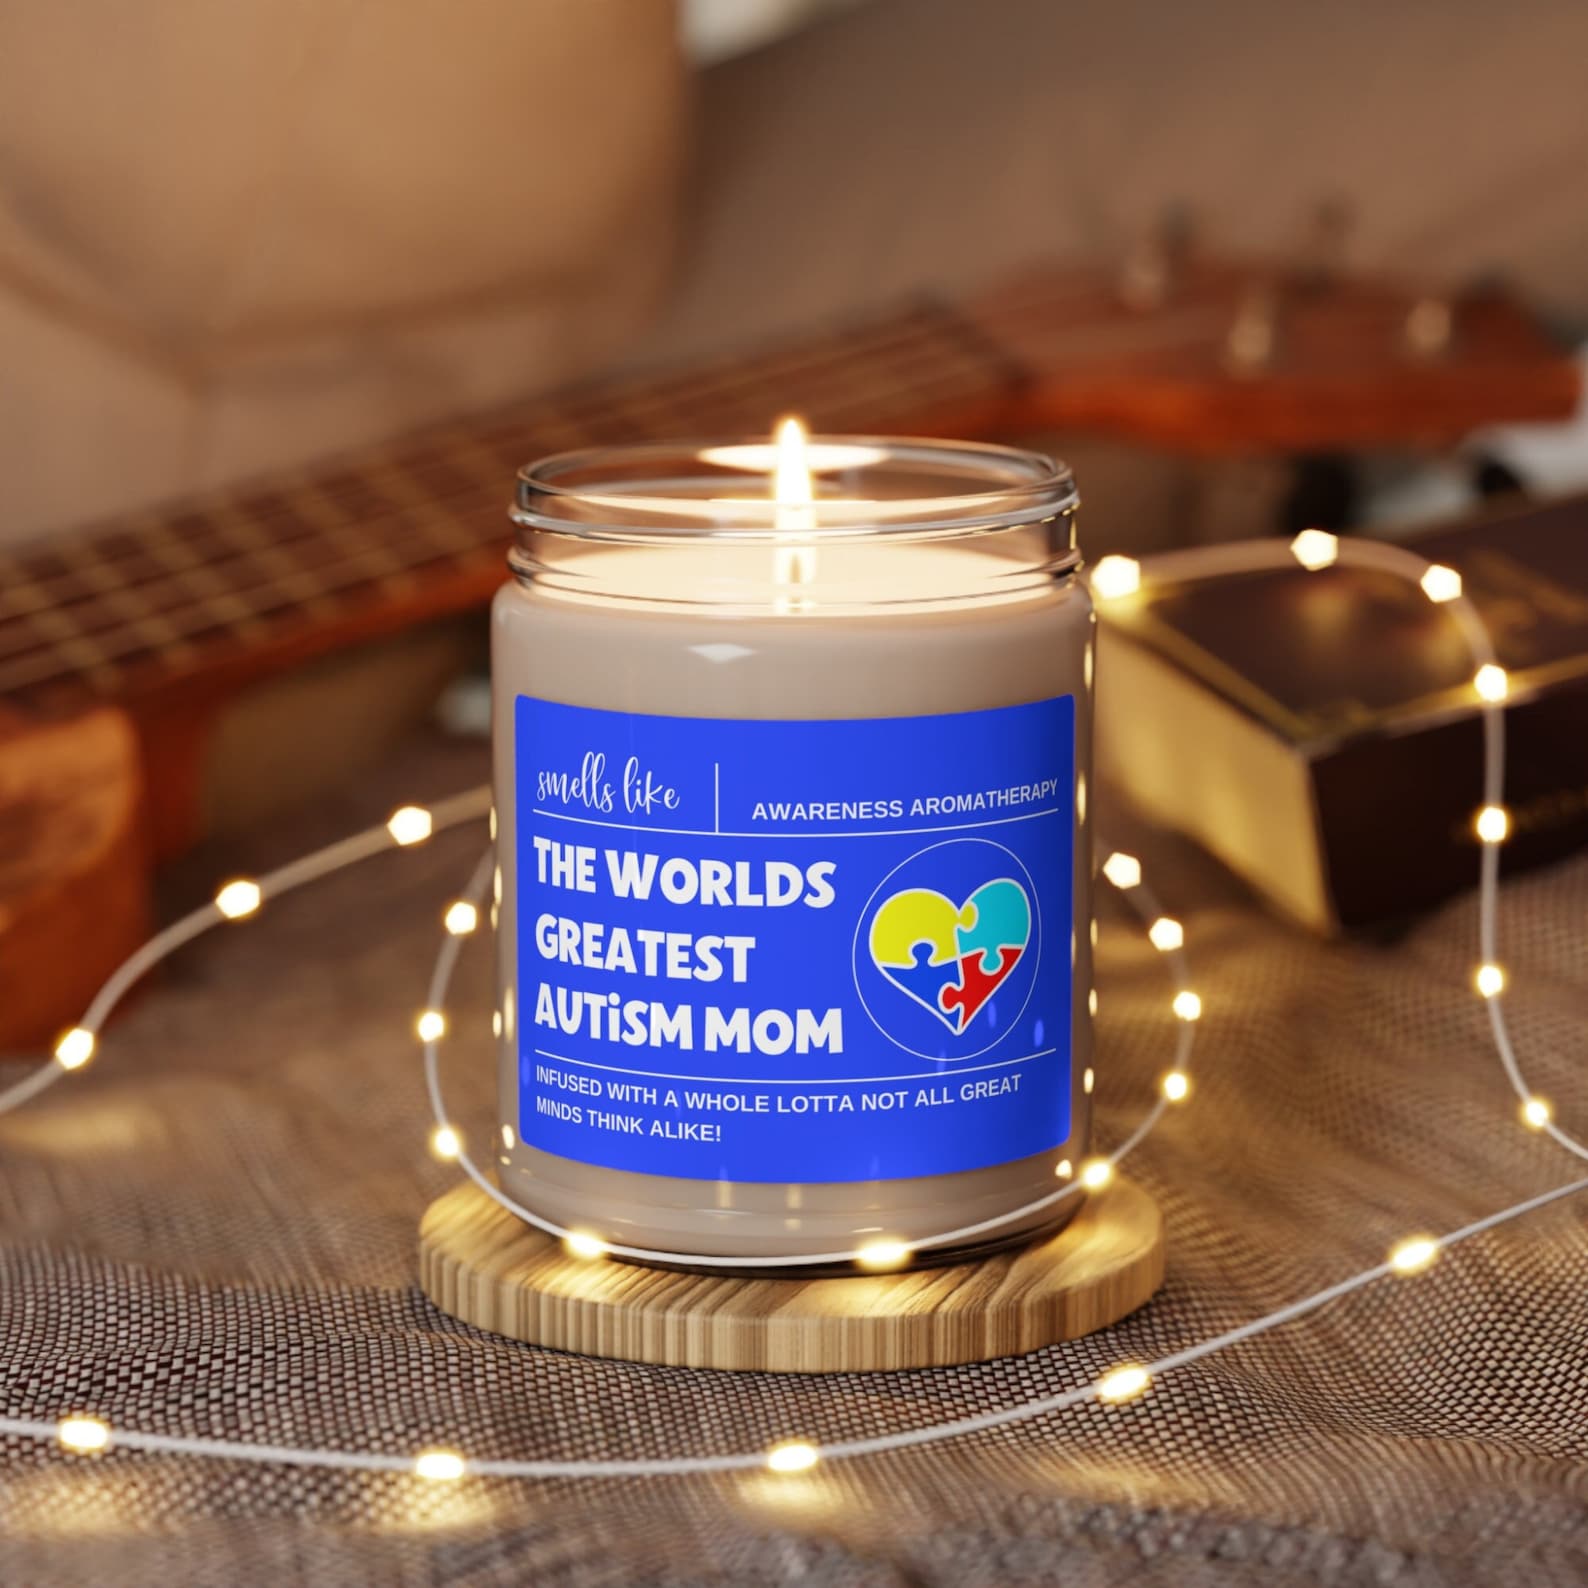 smells like
AWARENESS AROMATHERAPY
THE WORLDS
GREATEST
AUTiSM MOM
INFUSED WITH A WHOLE LOTTA NOT ALL GREAT
MINDS THINK ALIKE!